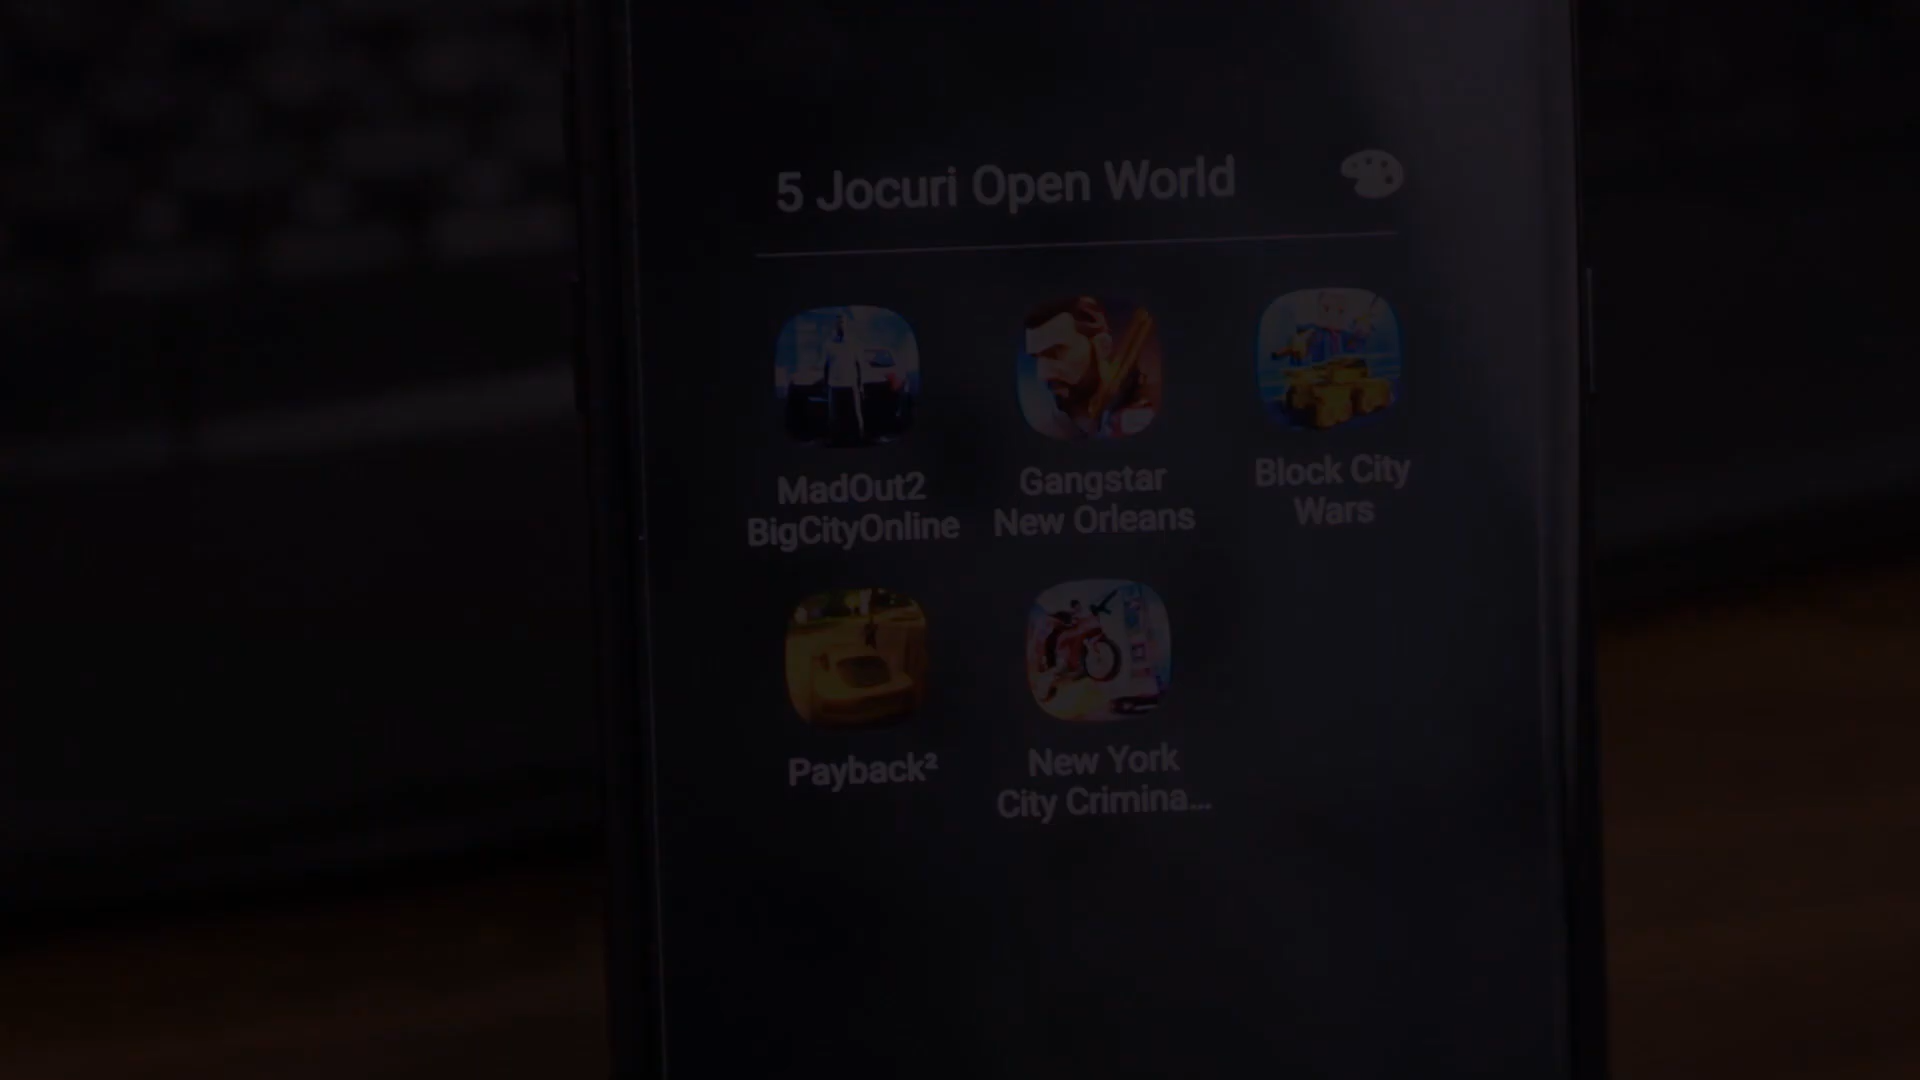 5 Jocuri Open World
MadOut2
BigCityOnline
Gangstar
New Orleans
Block City
Wars
Payback²
New York
City Crimina...